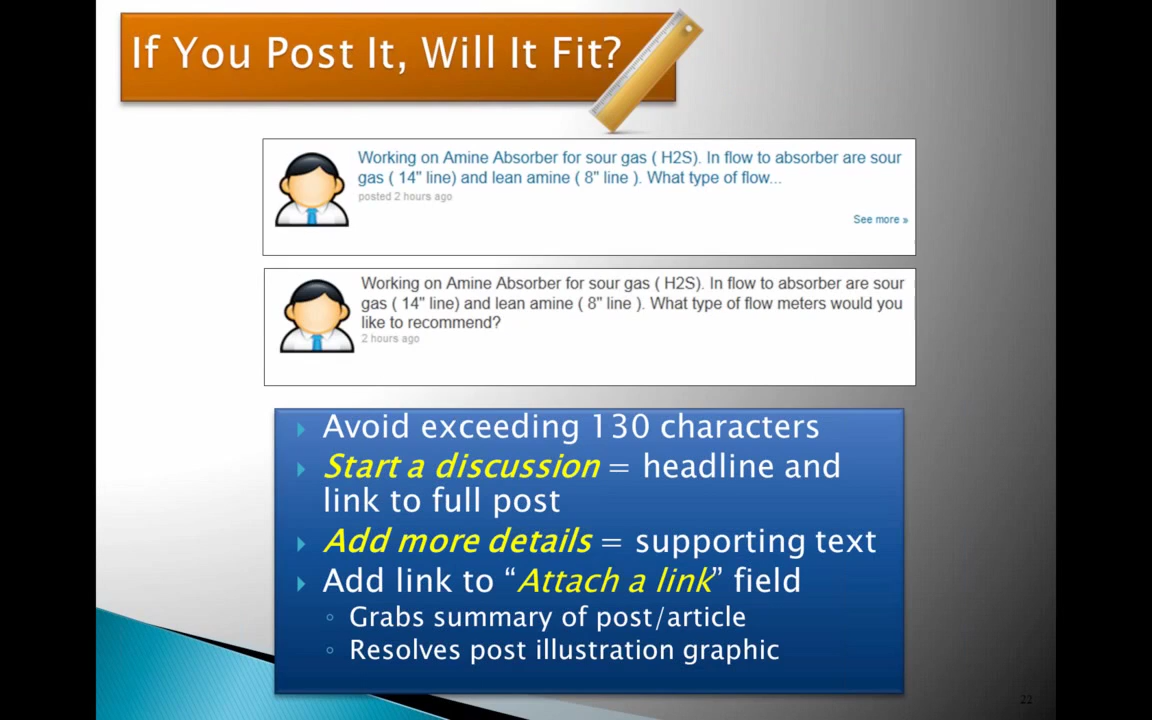 If You Post It, Will It Fit?
Working on Amine Absorber for sour gas ( H2S). In flow to absorber are sour
gas ( 14" line) and lean amine ( 8" line ). What type of flow...
posted 2 hours ago
See more »
Working on Amine Absorber for sour gas ( H2S). In flow to absorber are sour
gas ( 14" line) and lean amine ( 8" line ). What type of flow meters would you
like to recommend?
2 hours ago
Avoid exceeding 130 characters
Start a discussion = headline and
link to full post
Add more details = supporting text
Add link to “Attach a link” field
Grabs summary of post/article
Resolves post illustration graphic
22